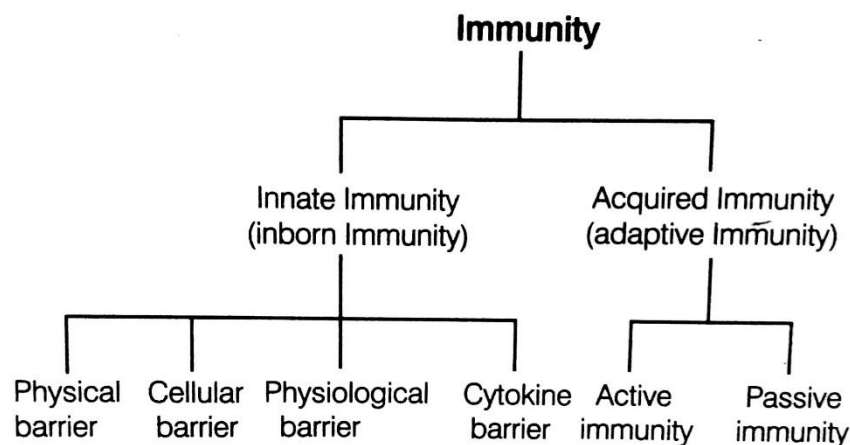 Immunity
Innate Immunity
(inborn Immunity)
Acquired Immunity
(adaptive Immunity)
Physical
barrier
Cellular
barrier
Physiological
barrier
Cytokine
barrier
Active
immunity
Passive
immunity